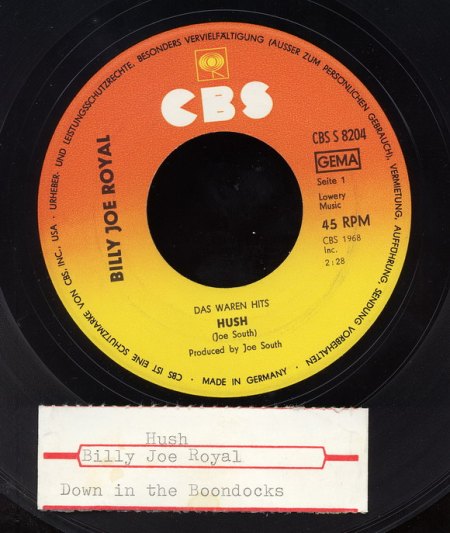 CBS
URHEBER- UND LEISTUNGSSCHUTZRECHTE, BESONDERS VERVIELFÄLTIGUNG (AUSSER ZUM PERSÖNLICHEN GEBRAUCH), VERMIETUNG, AUFFÜHRUNG, SENDUNG VORBEHALTEN
CBS IST EINE SCHUTZMARKE VON CBS, INC., USA ·
· MADE IN GERMANY ·
BILLY JOE ROYAL
CBS S 8204
GEMA
Seite 1
Lowery
Music
45 RPM
CBS 1968
Inc.
2:28
DAS WAREN HITS
HUSH
(Joe South)
Produced by Joe South
Hush
Billy Joe Royal
Down in the Boondocks